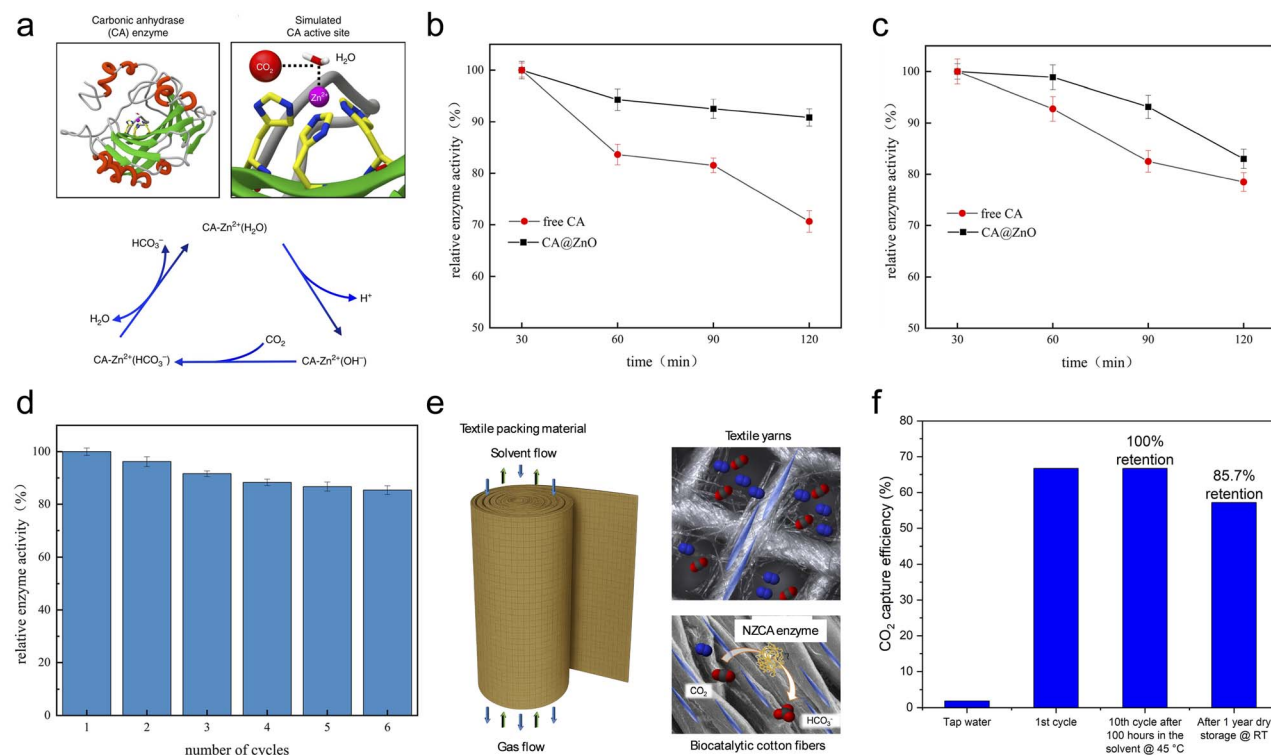 a
Carbonic anhydrase
(CA) enzyme
Simulated
CA active site
CO2
H2O
Zn2+
CA-Zn2+(H2O)
HCO3−
H+
H2O
CO2
CA-Zn2+(HCO3−)
CA-Zn2+(OH−)
b
relative enzyme activity（%）
100
90
80
70
60
50
free CA
CA@ZnO
30
60
90
120
time（min）
c
relative enzyme activity（%）
100
90
80
70
60
50
free CA
CA@ZnO
30
60
90
120
time（min）
d
relative enzyme activity（%）
100
80
60
40
20
0
1
2
3
4
5
6
number of cycles
e
Textile packing material
Solvent flow
Gas flow
Textile yarns
NZCA enzyme
CO2
HCO3−
Biocatalytic cotton fibers
f
CO2 capture efficiency (%)
80
70
60
50
40
30
20
10
0
100%
retention
85.7%
retention
Tap water
1st cycle
10th cycle after
100 hours in the
solvent @ 45 °C
After 1 year dry
storage @ RT